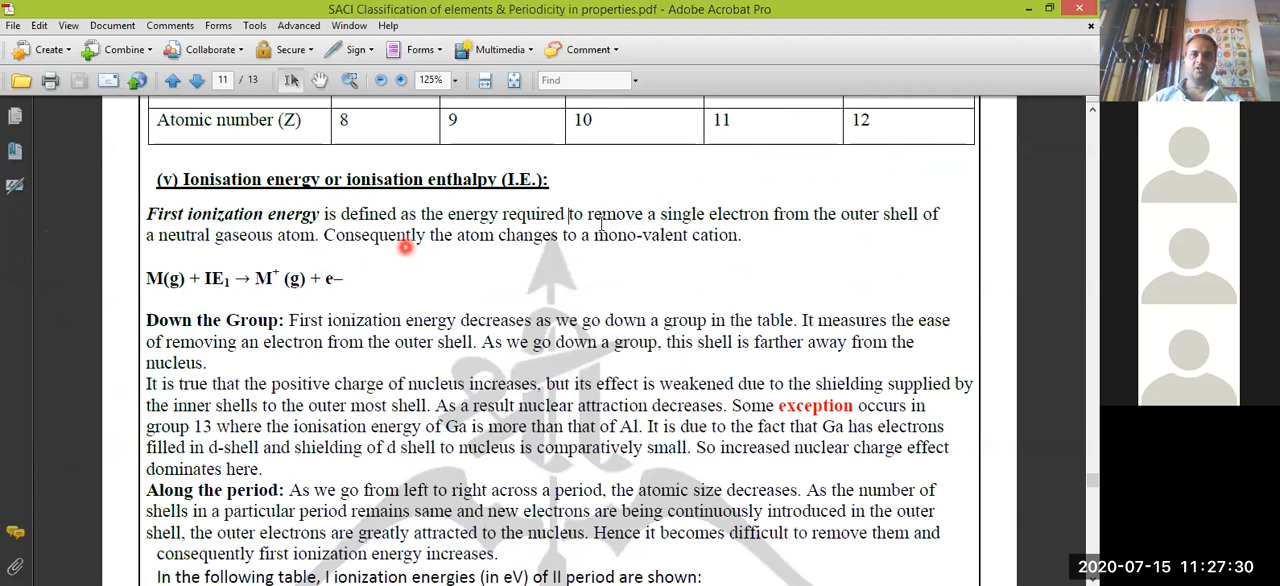 SACI Classification of elements & Periodicity in properties.pdf - Adobe Acrobat Pro
File Edit View Document Comments Forms Tools Advanced Window Help
Create Combine Collaborate Secure Sign Forms Multimedia Comment
11 / 13 125% Find
Atomic number (Z) 8 9 10 11 12
(v) Ionisation energy or ionisation enthalpy (I.E.):
First ionization energy is defined as the energy required to remove a single electron from the outer shell of
a neutral gaseous atom. Consequently the atom changes to a mono-valent cation.
M(g) + IE₁ → M⁺ (g) + e–
Down the Group: First ionization energy decreases as we go down a group in the table. It measures the ease
of removing an electron from the outer shell. As we go down a group, this shell is farther away from the
nucleus.
It is true that the positive charge of nucleus increases, but its effect is weakened due to the shielding supplied by
the inner shells to the outer most shell. As a result nuclear attraction decreases. Some exception occurs in
group 13 where the ionisation energy of Ga is more than that of Al. It is due to the fact that Ga has electrons
filled in d-shell and shielding of d shell to nucleus is comparatively small. So increased nuclear charge effect
dominates here.
Along the period: As we go from left to right across a period, the atomic size decreases. As the number of
shells in a particular period remains same and new electrons are being continuously introduced in the outer
shell, the outer electrons are greatly attracted to the nucleus. Hence it becomes difficult to remove them and
consequently first ionization energy increases.
In the following table, I ionization energies (in eV) of II period are shown:
2020-07-15 11:27:30